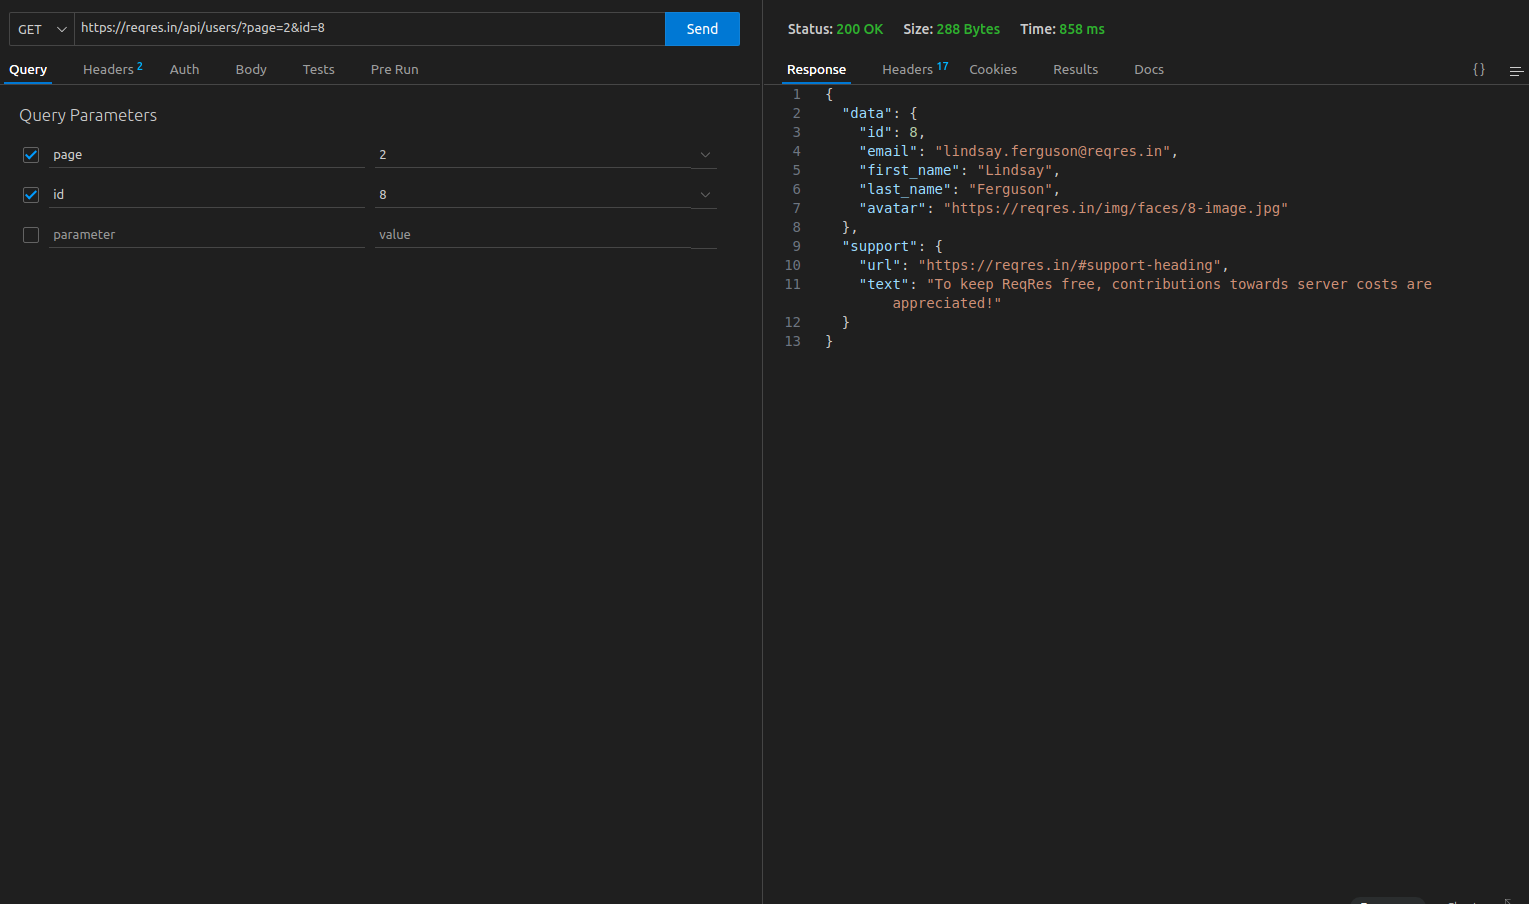 GET https://reqres.in/api/users/?page=2&id=8 Send
Query Headers 2 Auth Body Tests Pre Run
Query Parameters
page 2
id 8
parameter value
Status: 200 OK Size: 288 Bytes Time: 858 ms
Response Headers 17 Cookies Results Docs {}
1 {
2 "data": {
3 "id": 8,
4 "email": "lindsay.ferguson@reqres.in",
5 "first_name": "Lindsay",
6 "last_name": "Ferguson",
7 "avatar": "https://reqres.in/img/faces/8-image.jpg"
8 },
9 "support": {
10 "url": "https://reqres.in/#support-heading",
11 "text": "To keep ReqRes free, contributions towards server costs are
appreciated!"
12 }
13 }